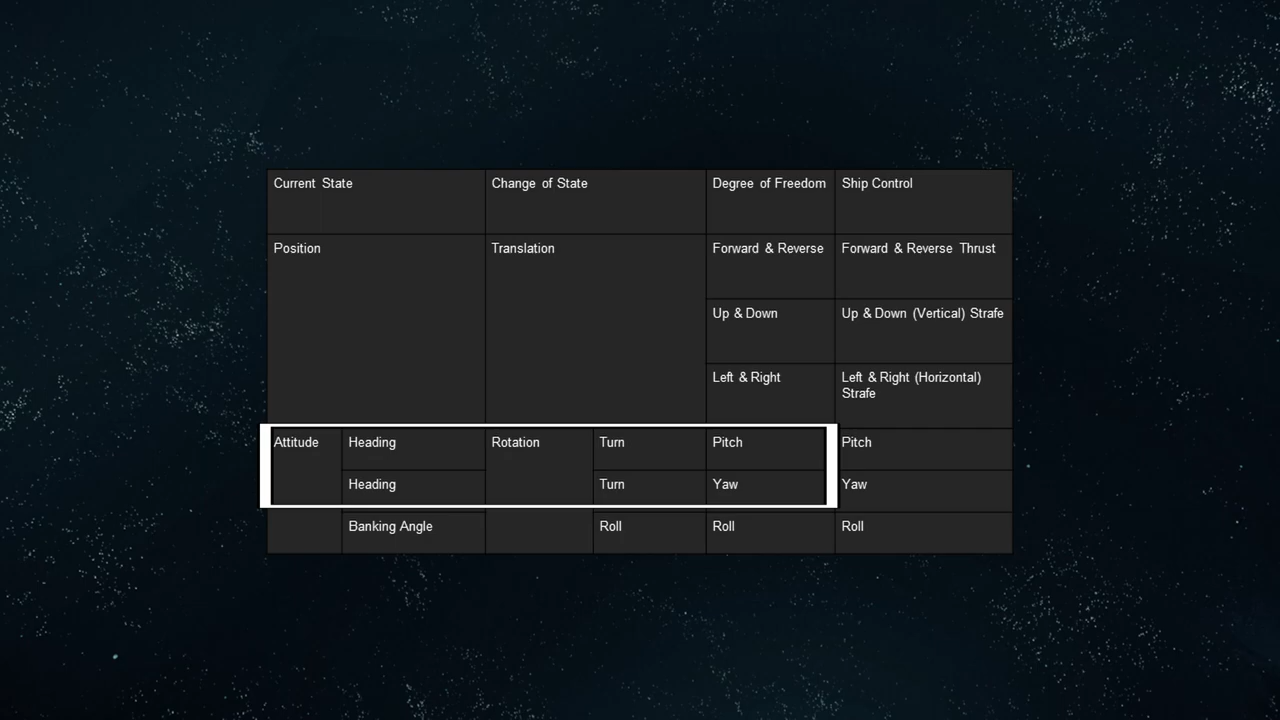 Current State Change of State Degree of Freedom Ship Control
Position Translation Forward & Reverse Forward & Reverse Thrust
Up & Down Up & Down (Vertical) Strafe
Left & Right Left & Right (Horizontal)
Strafe
Attitude Heading Rotation Turn Pitch Pitch
Heading Turn Yaw Yaw
Banking Angle Roll Roll Roll